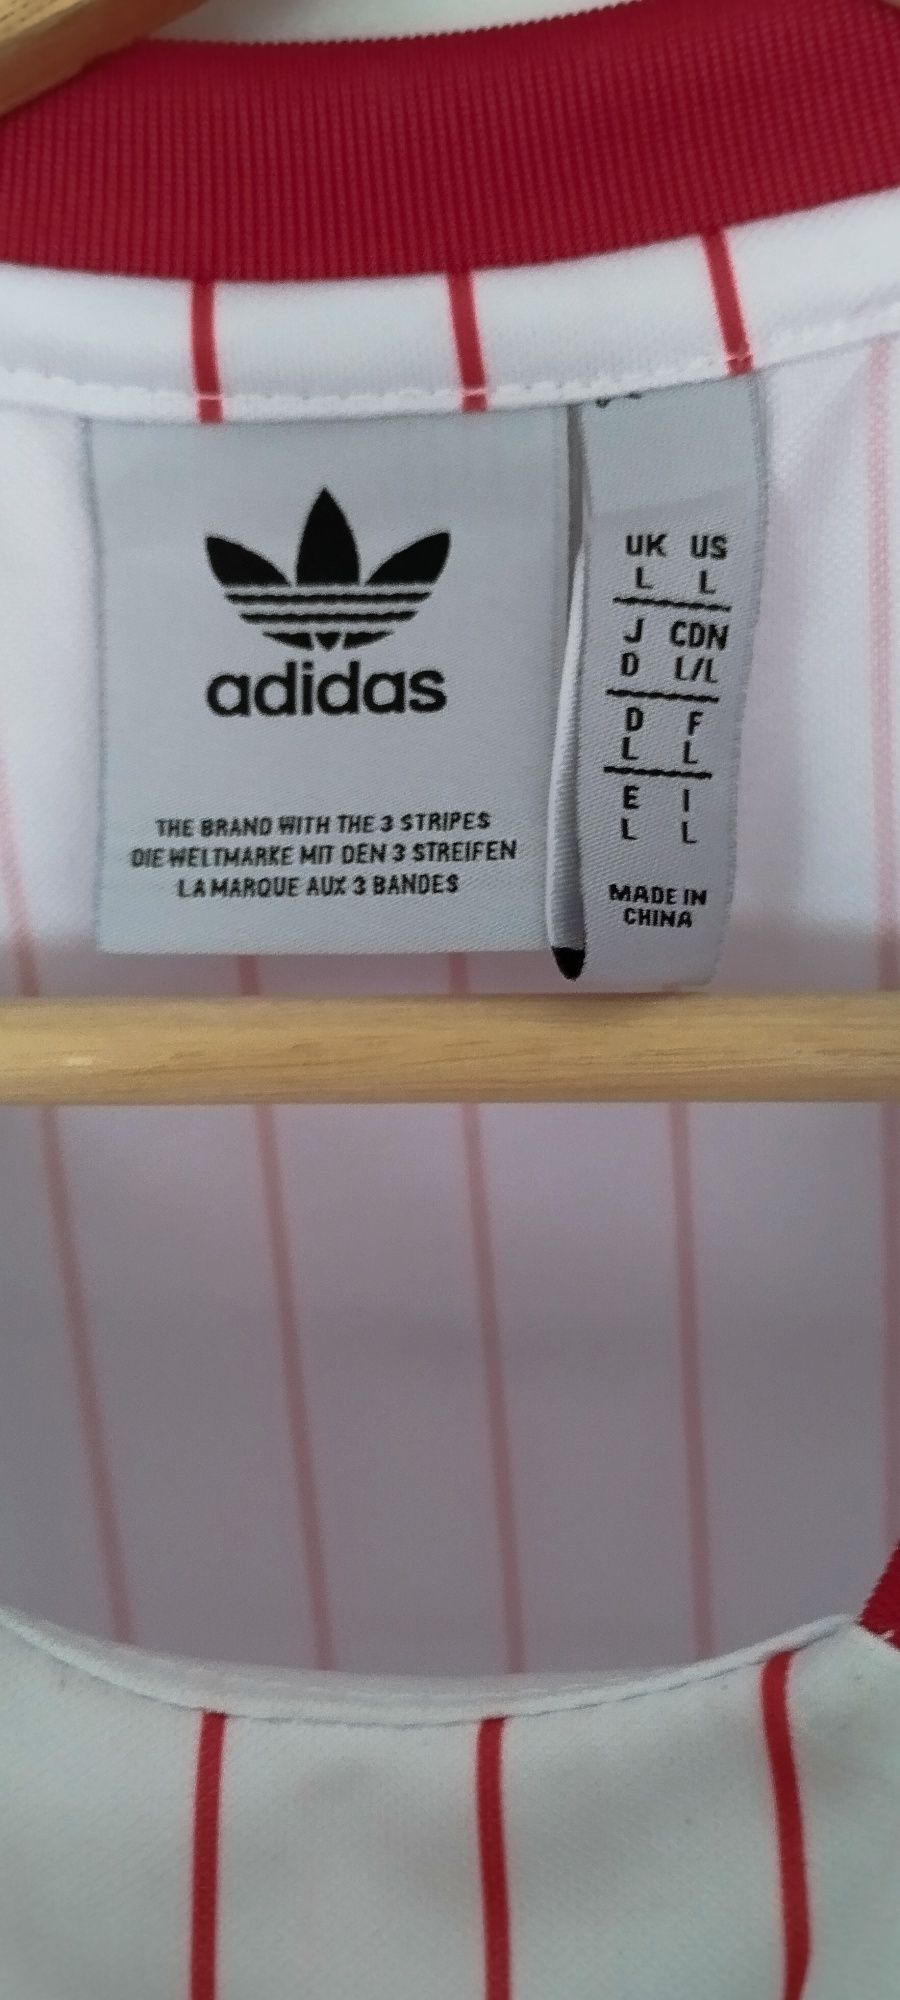 adidas
THE BRAND WITH THE 3 STRIPES
DIE WELTMARKE MIT DEN 3 STREIFEN
LA MARQUE AUX 3 BANDES
UK US
L L
J CDN
D L/L
D F
L L
E I
L L
MADE IN
CHINA